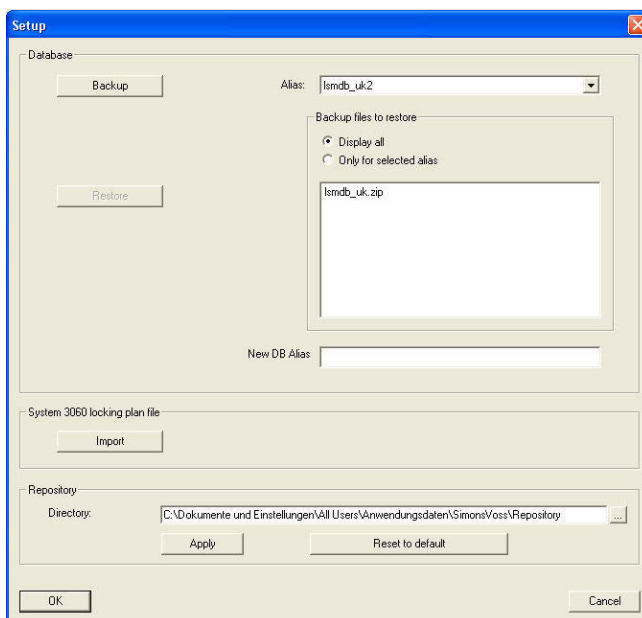 Setup
Database
Backup
Alias:
lsmdb_uk2
Backup files to restore
Display all
Only for selected alias
Restore
lsmdb_uk.zip
New DB Alias
System 3060 locking plan file
Import
Repository
Directory:
C:\Dokumente und Einstellungen\All Users\Anwendungsdaten\SimonsVoss\Repository
...
Apply
Reset to default
OK
Cancel